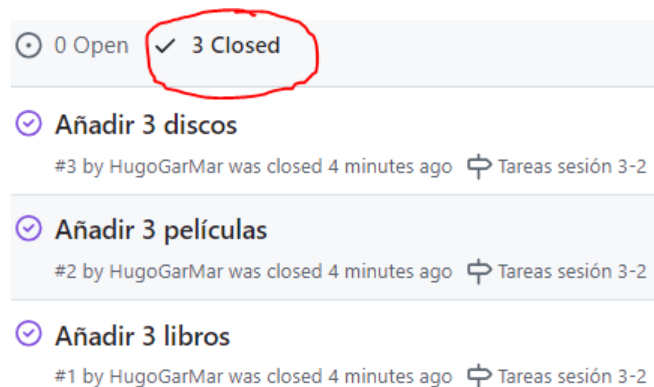 0 Open 3 Closed
Añadir 3 discos
#3 by HugoGarMar was closed 4 minutes ago Tareas sesión 3-2
Añadir 3 películas
#2 by HugoGarMar was closed 4 minutes ago Tareas sesión 3-2
Añadir 3 libros
#1 by HugoGarMar was closed 4 minutes ago Tareas sesión 3-2